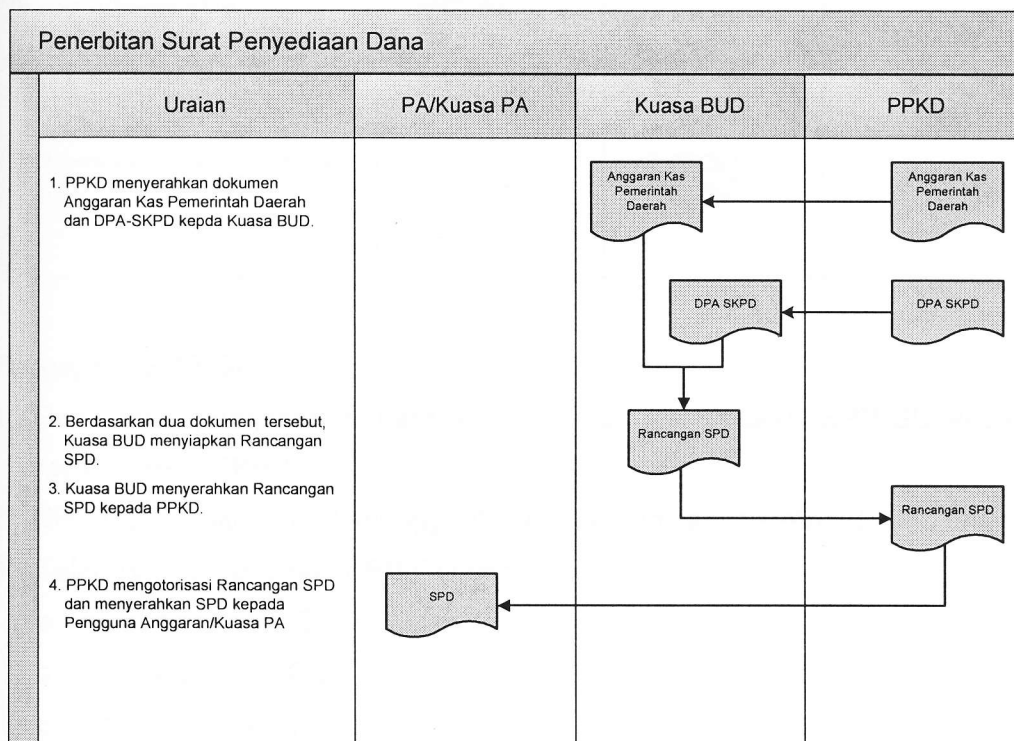 Penerbitan Surat Penyediaan Dana
Uraian
PA/Kuasa PA
Kuasa BUD
PPKD
1. PPKD menyerahkan dokumen
Anggaran Kas Pemerintah Daerah
dan DPA-SKPD kepda Kuasa BUD.
Anggaran Kas
Pemerintah
Daerah
Anggaran Kas
Pemerintah
Daerah
DPA SKPD
DPA SKPD
2. Berdasarkan dua dokumen tersebut,
Kuasa BUD menyiapkan Rancangan
SPD.
Rancangan SPD
3. Kuasa BUD menyerahkan Rancangan
SPD kepada PPKD.
Rancangan SPD
4. PPKD mengotorisasi Rancangan SPD
dan menyerahkan SPD kepada
Pengguna Anggaran/Kuasa PA
SPD